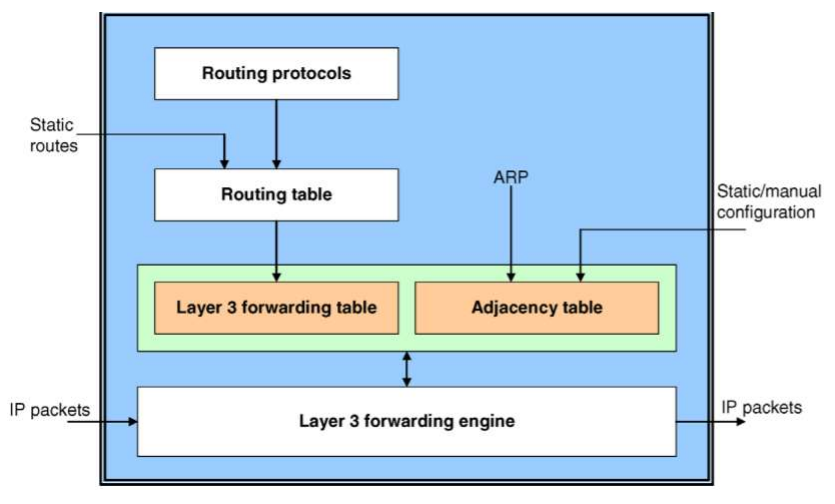 Routing protocols
Static
routes
Routing table
ARP
Static/manual
configuration
Layer 3 forwarding table
Adjacency table
IP packets
Layer 3 forwarding engine
IP packets